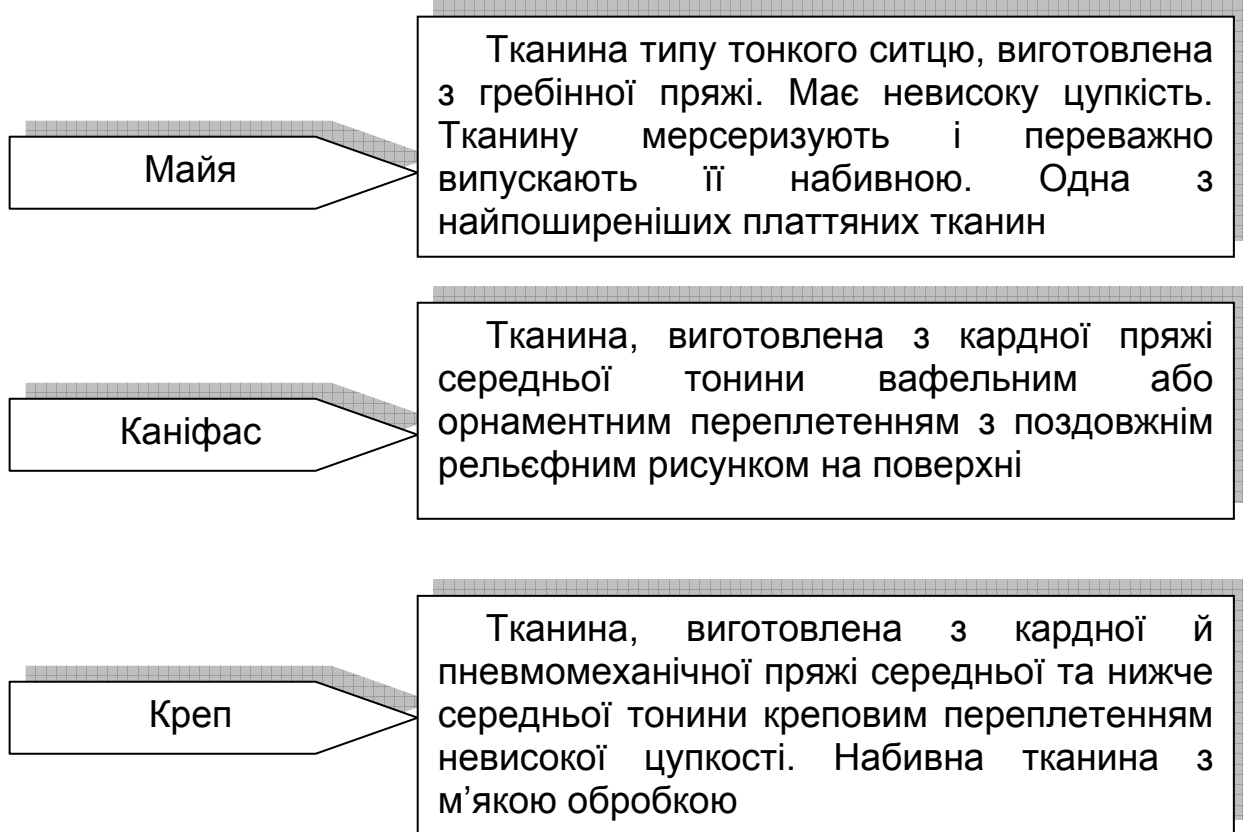 Майя
Тканина типу тонкого ситцю, виготовлена
з гребінної пряжі. Має невисоку цупкість.
Тканину мерсеризують і переважно
випускають її набивною. Одна з
найпоширеніших платтяних тканин
Каніфас
Тканина, виготовлена з кардної пряжі
середньої тонини вафельним або
орнаментним переплетенням з поздовжнім
рельєфним рисунком на поверхні
Креп
Тканина, виготовлена з кардної й
пневмомеханічної пряжі середньої та нижче
середньої тонини креповим переплетенням
невисокої цупкості. Набивна тканина з
м’якою обробкою